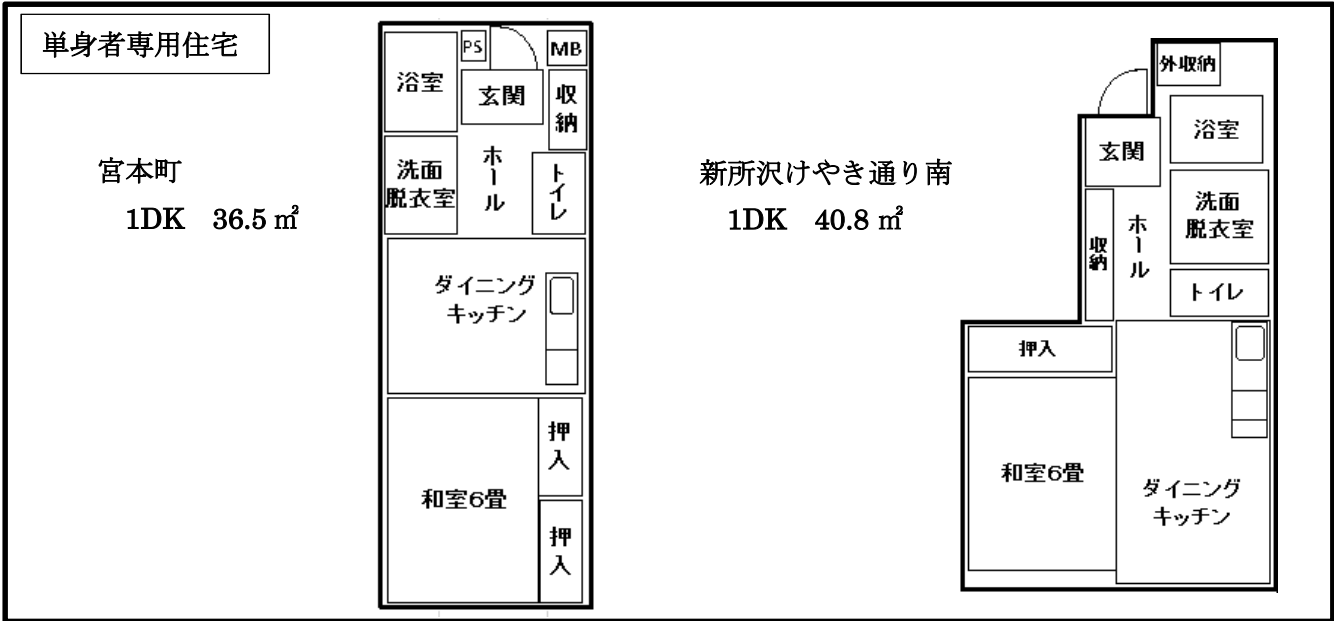 単身者専用住宅
宮本町
1DK 36.5㎡
PS
MB
浴室
玄関
収納
洗面
脱衣室
ホール
トイレ
ダイニング
キッチン
和室6畳
押入
押入
新所沢けやき通り南
1DK 40.8㎡
外収納
浴室
玄関
洗面
脱衣室
収納
ホール
トイレ
押入
和室6畳
ダイニング
キッチン